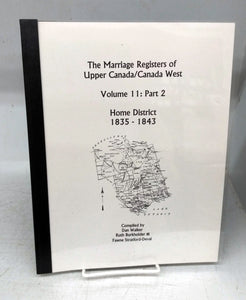 The Marriage Registers of
Upper Canada/Canada West
Volume 11: Part 2
Home District
1835 - 1843
Compiled by
Dan Walker
Ruth Burkholder &
Fawne Stratford-Devai